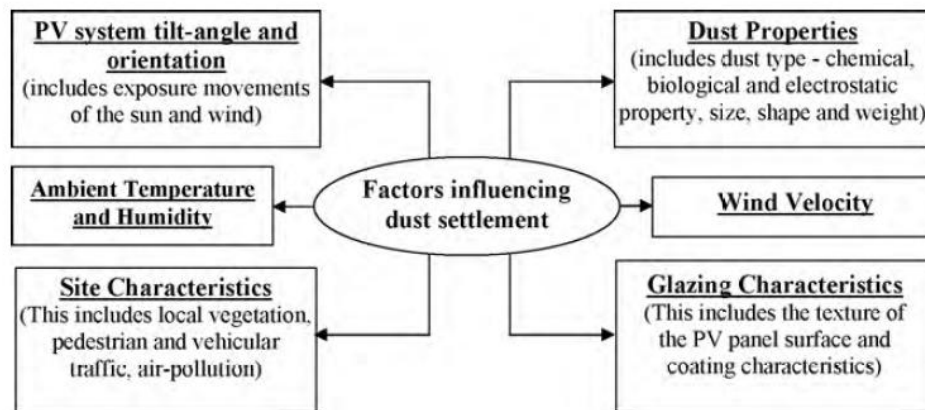 PV system tilt-angle and
orientation
(includes exposure movements
of the sun and wind)
Dust Properties
(includes dust type - chemical,
biological and electrostatic
property, size, shape and weight)
Ambient Temperature
and Humidity
Factors influencing
dust settlement
Wind Velocity
Site Characteristics
(This includes local vegetation,
pedestrian and vehicular
traffic, air-pollution)
Glazing Characteristics
(This includes the texture of
the PV panel surface and
coating characteristics)